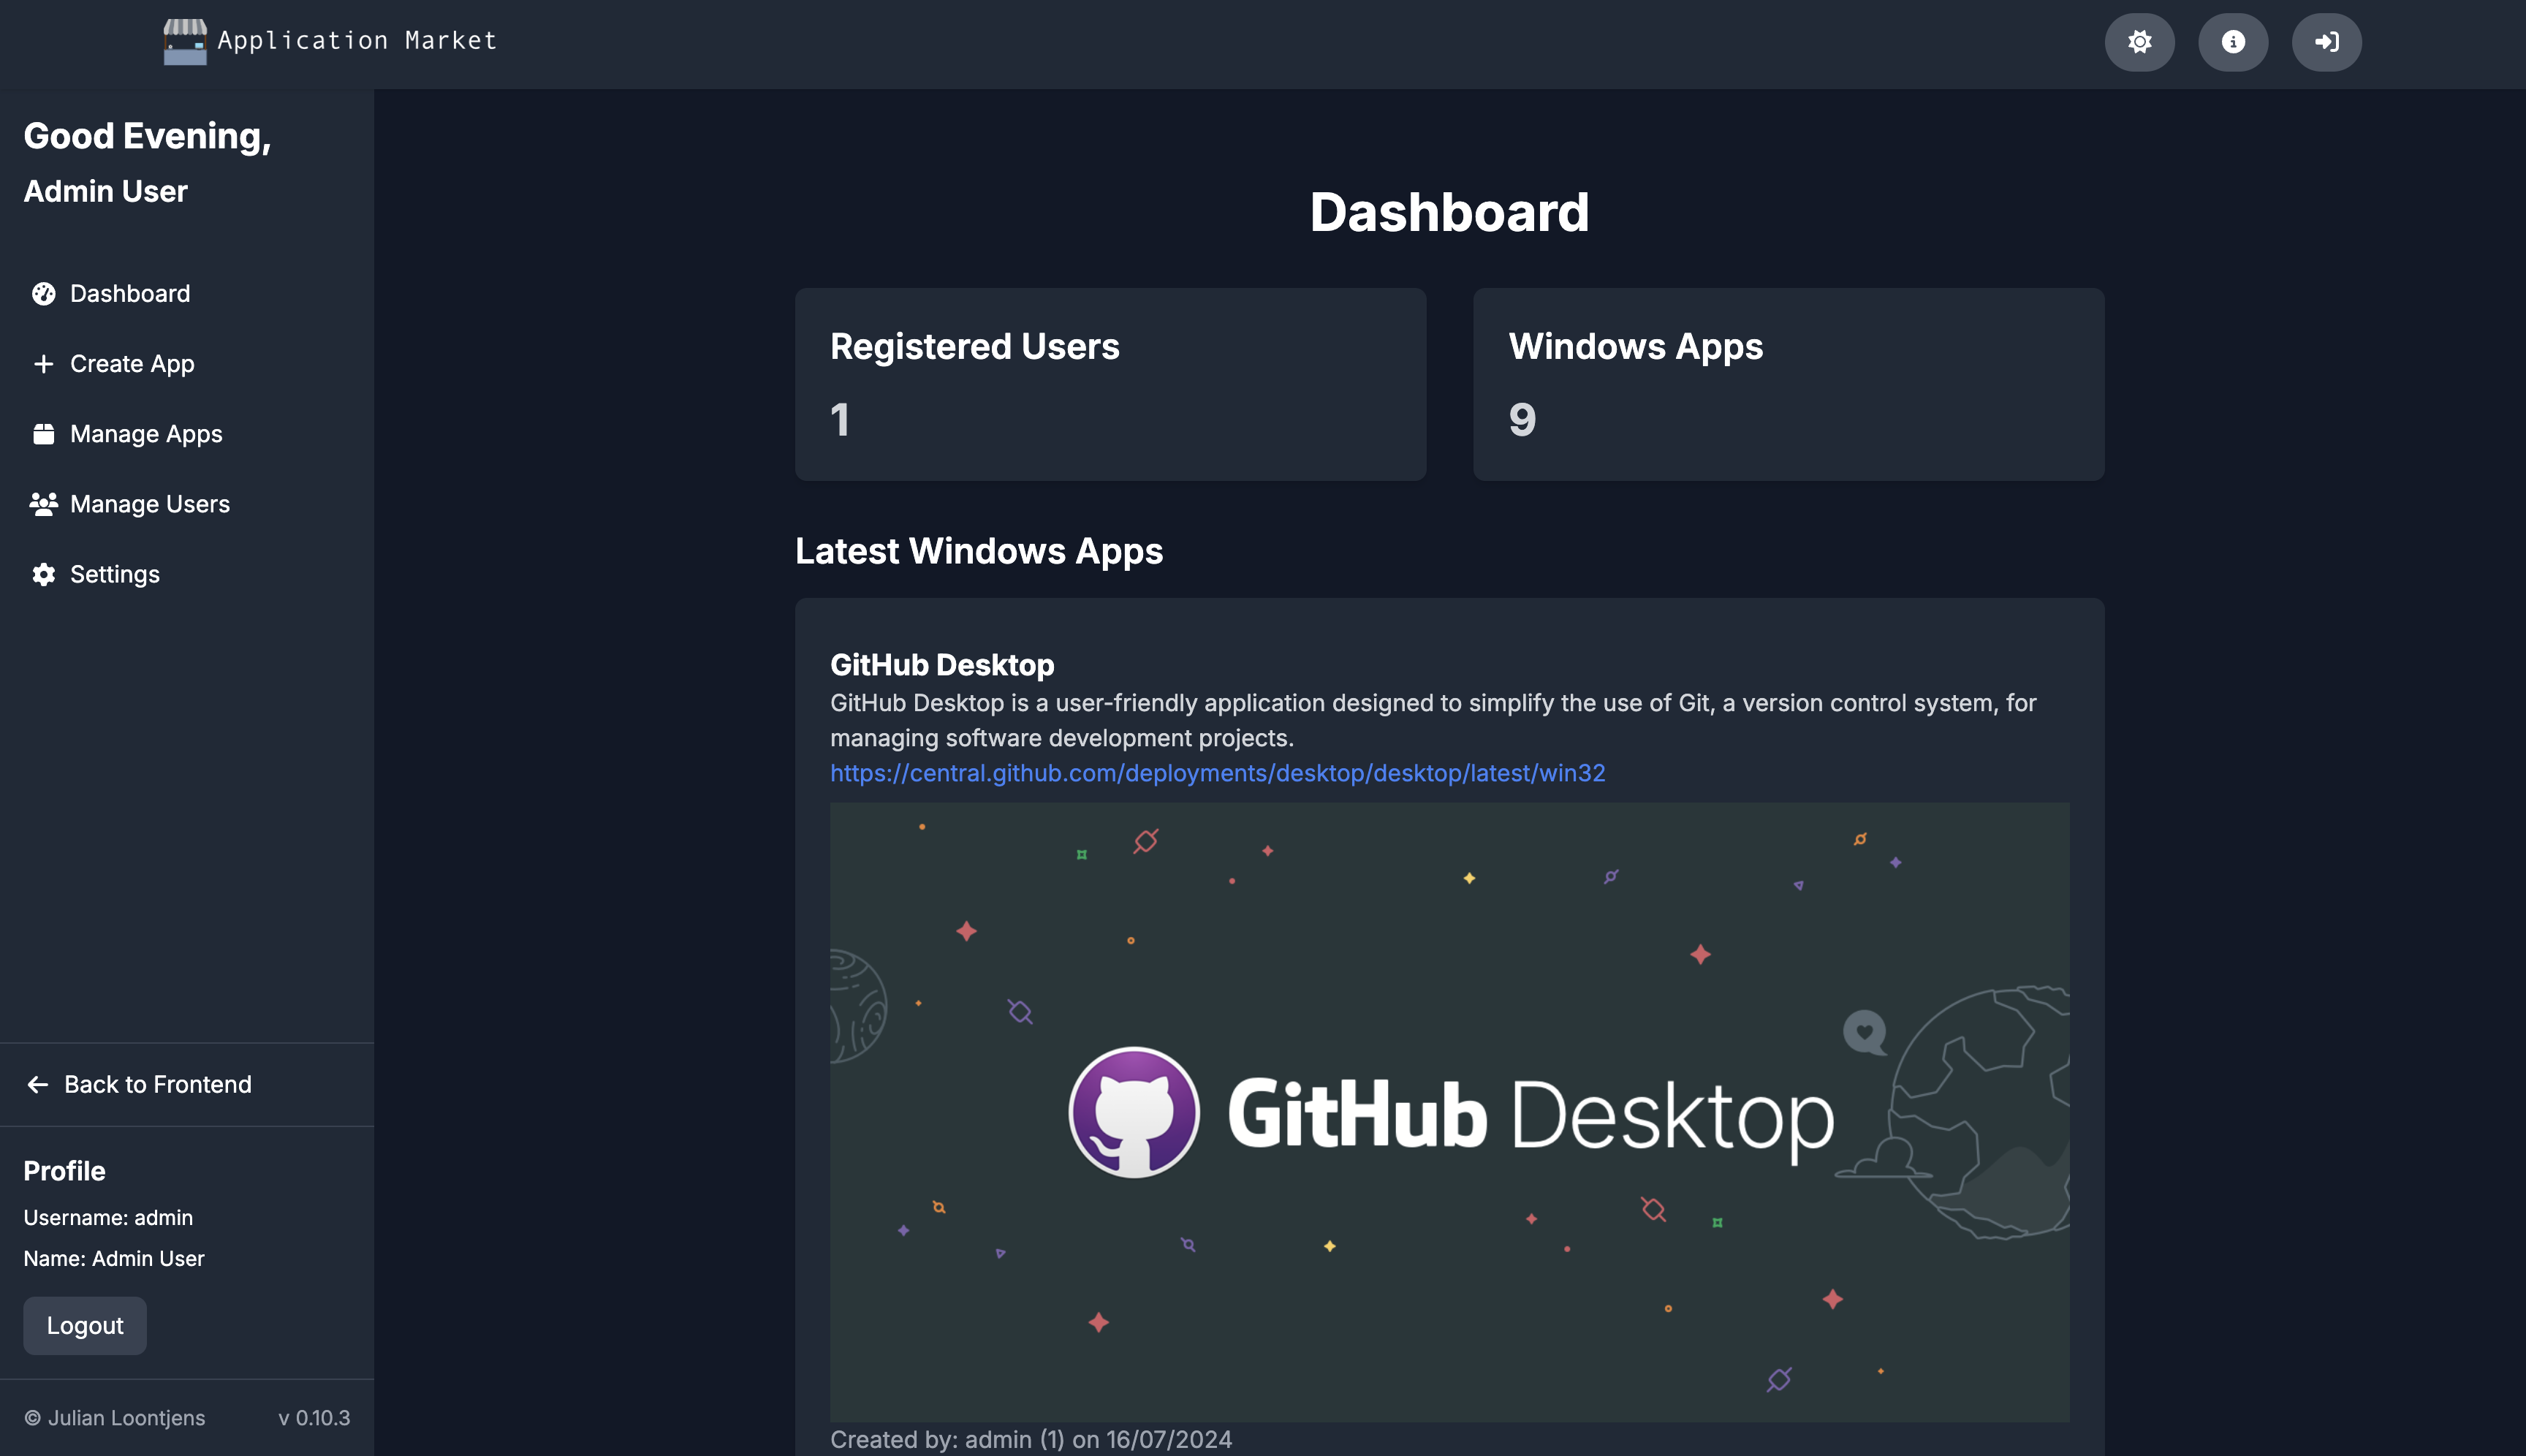 Application Market
Good Evening,
Admin User
Dashboard
Create App
Manage Apps
Manage Users
Settings
Back to Frontend
Profile
Username: admin
Name: Admin User
Logout
© Julian Loontjens
v 0.10.3
Dashboard
Registered Users
1
Windows Apps
9
Latest Windows Apps
GitHub Desktop
GitHub Desktop is a user-friendly application designed to simplify the use of Git, a version control system, for
managing software development projects.
https://central.github.com/deployments/desktop/desktop/latest/win32
GitHub Desktop
Created by: admin (1) on 16/07/2024